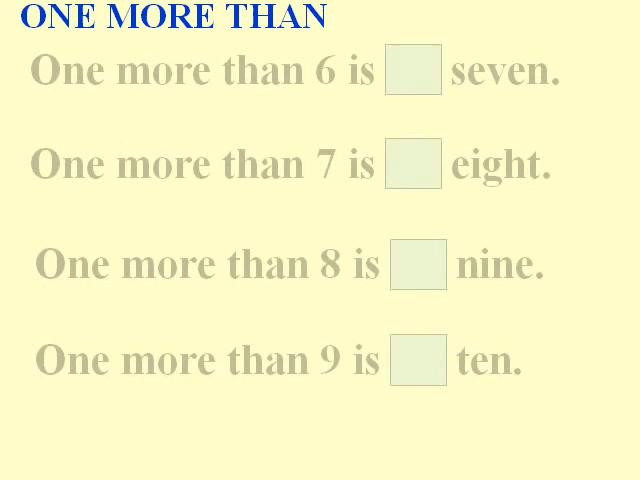 ONE MORE THAN
One more than 6 is seven.
One more than 7 is eight.
One more than 8 is nine.
One more than 9 is ten.